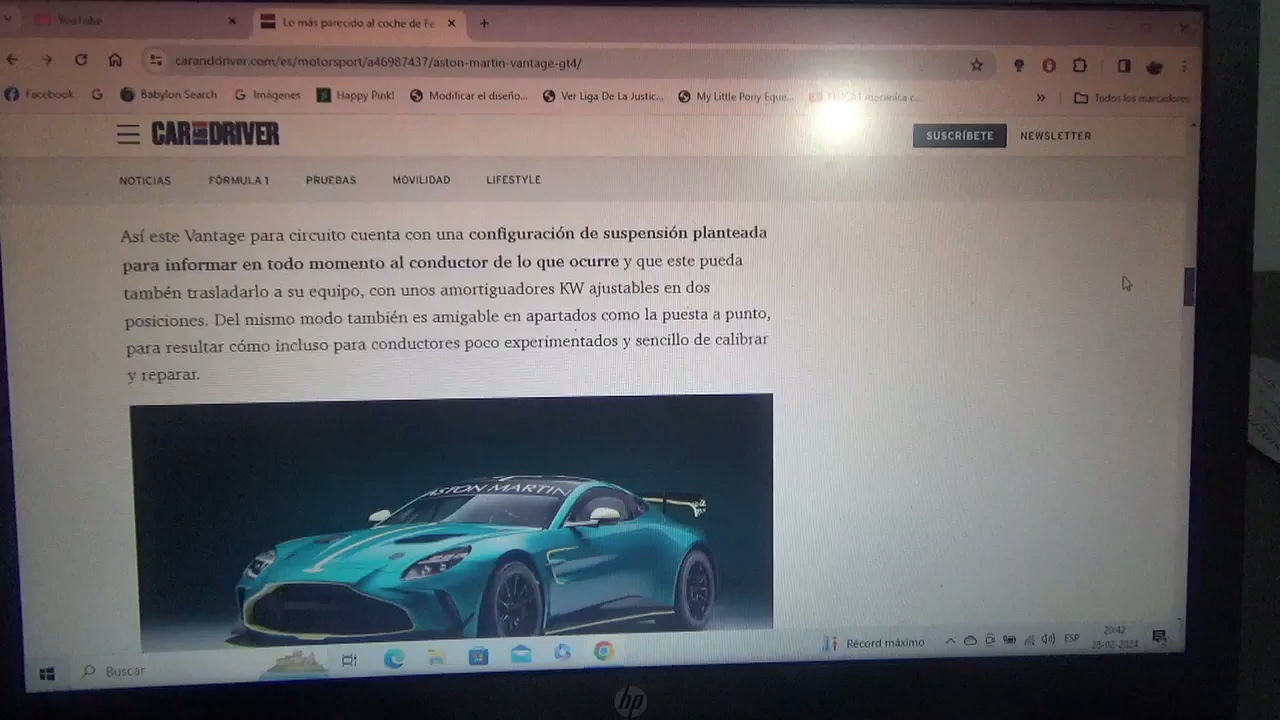 YouTube
Lo más parecido al coche de Fe
caranddriver.com/es/motorsport/a46987437/aston-martin-vantage-gt4/
Facebook
Babylon Search
Imágenes
Happy Pink!
Modificar el diseño...
Ver Liga De La Justic...
My Little Pony Eque...
Todos los marcadores
CAR AND DRIVER
SUSCRÍBETE
NEWSLETTER
NOTICIAS
FÓRMULA 1
PRUEBAS
MOVILIDAD
LIFESTYLE
Así este Vantage para circuito cuenta con una configuración de suspensión planteada
para informar en todo momento al conductor de lo que ocurre y que este pueda
tambén trasladarlo a su equipo, con unos amortiguadores KW ajustables en dos
posiciones. Del mismo modo también es amigable en apartados como la puesta a punto,
para resultar cómo incluso para conductores poco experimentados y sencillo de calibrar
y reparar.
ASTON MARTIN
Buscar
Récord máximo
ESP
20:42
28-02-2024
hp